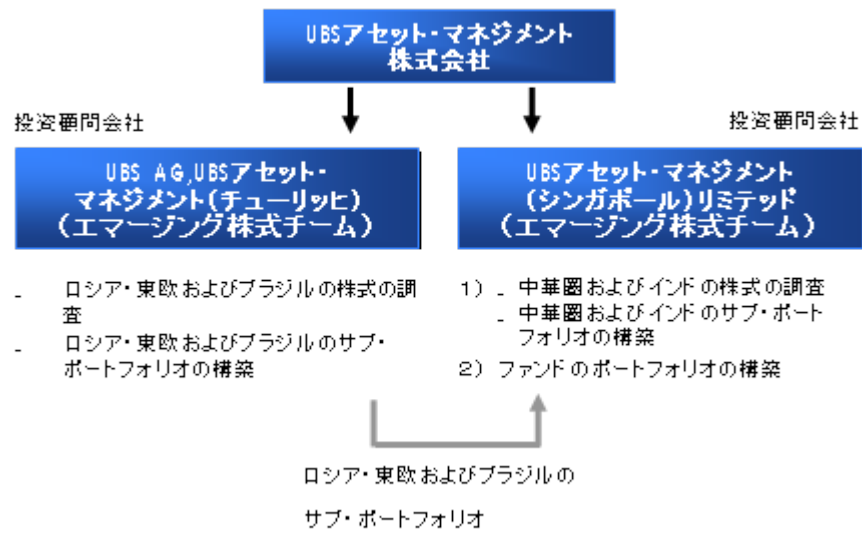 UBSアセット・マネジメント
株式会社
投資顧問会社
投資顧問会社
UBS AG,UBSアセット・
マネジメント(チューリッヒ)
(エマージング株式チーム)
UBSアセット・マネジメント
(シンガポール)リミテッド
(エマージング株式チーム)
- ロシア・東欧およびブラジルの株式の調
査
- ロシア・東欧およびブラジルのサブ・
ポートフォリオの構築
1) - 中華圏およびインドの株式の調査
- 中華圏およびインドのサブ・ポート
フォリオの構築
2) ファンドのポートフォリオの構築
ロシア・東欧およびブラジルの
サブ・ポートフォリオ